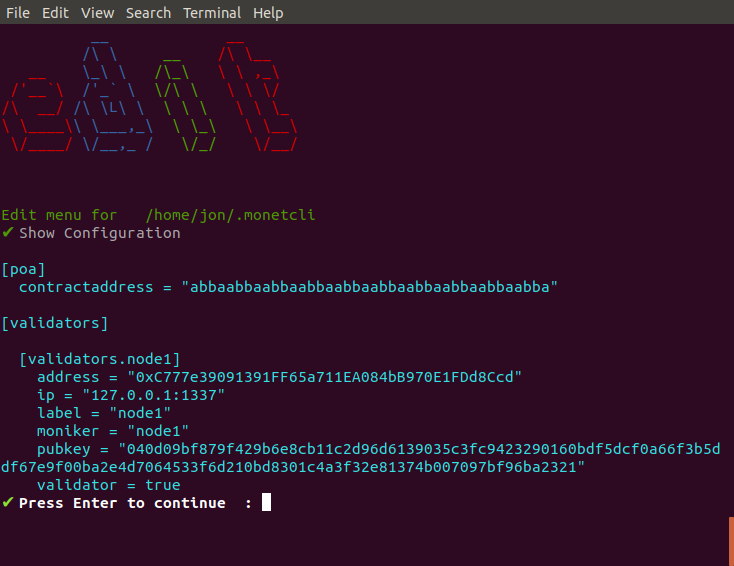 File Edit View Search Terminal Help
Edit menu for   /home/jon/.monetcli
✔ Show Configuration
[poa]
  contractaddress = "abbaabbaabbaabbaabbaabbaabbaabbaabbaabba"
[validators]
  [validators.node1]
    address = "0xC777e39091391FF65a711EA084bB970E1FDd8Ccd"
    ip = "127.0.0.1:1337"
    label = "node1"
    moniker = "node1"
    pubkey = "040d09bf879f429b6e8cb11c2d96d6139035c3fc9423290160bdf5dcf0a66f3b5d
df67e9f00ba2e4d7064533f6d210bd8301c4a3f32e81374b007097bf96ba2321"
    validator = true
✔ Press Enter to continue  :